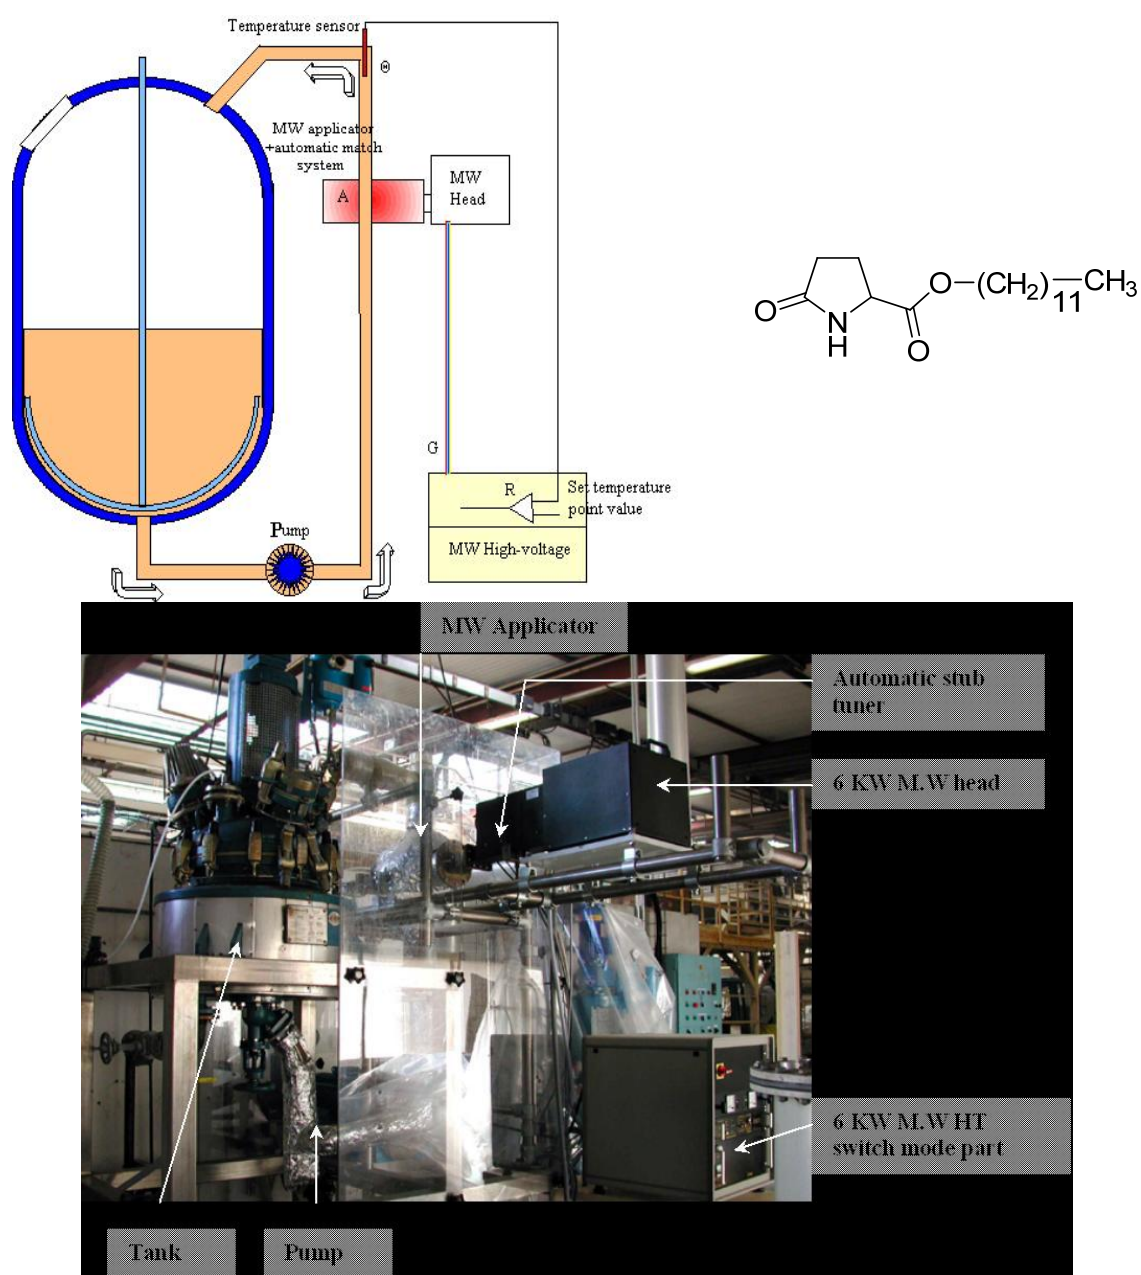 Temperature sensor
Θ
MW applicator
+automatic match
system
A
MW
Head
G
R
Set temperature
point value
MW High-voltage
Pump
O
N
H
O
O
(CH2)11
CH3
MW Applicator
Automatic stub
tuner
6 KW M.W head
6 KW M.W HT
switch mode part
Tank
Pump